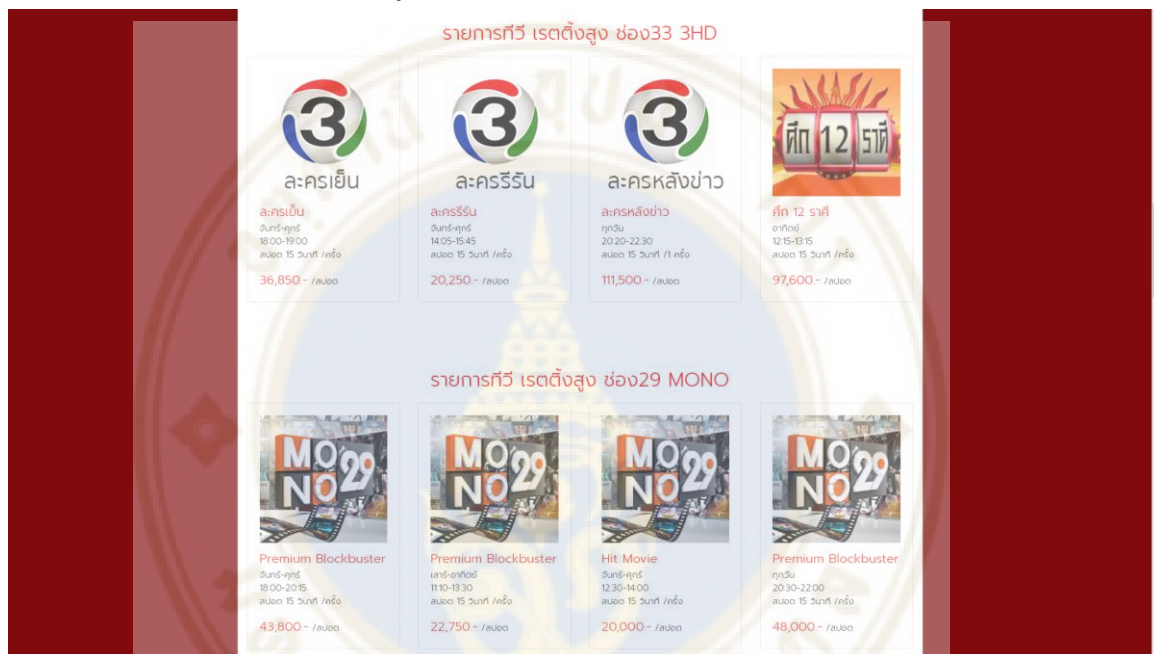 รายการทีวี เรตติ้งสูง ช่อง33 3HD
3
ละครเย็น
ละครเย็น
จันทร์-ศุกร์
18:00-19:00
สปอต 15 วินาที /ครั้ง
36,850.- /สปอต
3
ละครรีรัน
ละครรีรัน
จันทร์-ศุกร์
14:05-15:45
สปอต 15 วินาที /ครั้ง
20,250.- /สปอต
3
ละครหลังข่าว
ละครหลังข่าว
ทุกวัน
20:20-22:30
สปอต 15 วินาที /1 ครั้ง
111,500.- /สปอต
ศึก 12 ราศี
ศึก 12 ราศี
อาทิตย์
12:15-13:15
สปอต 15 วินาที /ครั้ง
97,600.- /สปอต
รายการทีวี เรตติ้งสูง ช่อง29 MONO
MONO 29
Premium Blockbuster
จันทร์-ศุกร์
18:00-20:15
สปอต 15 วินาที /ครั้ง
43,800.- /สปอต
MONO 29
Premium Blockbuster
เสาร์-อาทิตย์
11:10-13:30
สปอต 15 วินาที /ครั้ง
22,750.- /สปอต
MONO 29
Hit Movie
จันทร์-ศุกร์
12:30-14:00
สปอต 15 วินาที /ครั้ง
20,000.- /สปอต
MONO 29
Premium Blockbuster
ทุกวัน
20:30-22:00
สปอต 15 วินาที /ครั้ง
48,000.- /สปอต